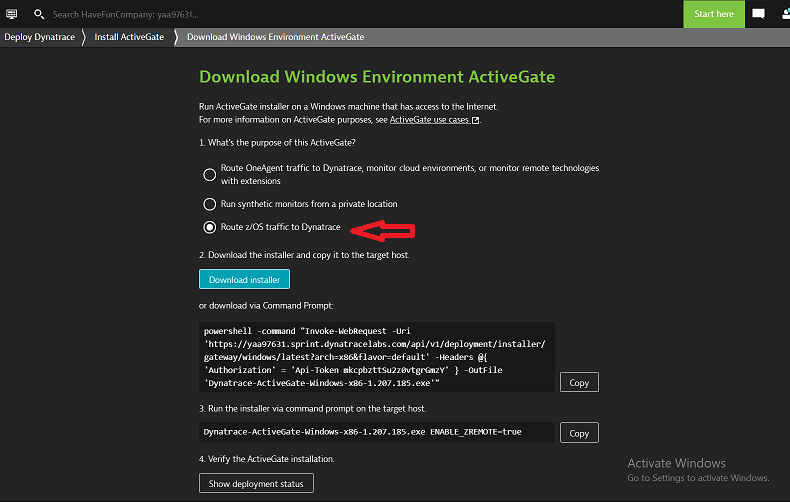 Search HaveFunCompany: yaa97631...
Start here
Deploy Dynatrace
Install ActiveGate
Download Windows Environment ActiveGate
Download Windows Environment ActiveGate
Run ActiveGate installer on a Windows machine that has access to the Internet.
For more information on ActiveGate purposes, see ActiveGate use cases
1. What's the purpose of this ActiveGate?
Route OneAgent traffic to Dynatrace, monitor cloud environments, or monitor remote technologies
with extensions
Run synthetic monitors from a private location
Route z/OS traffic to Dynatrace
2. Download the installer and copy it to the target host.
Download installer
or download via Command Prompt:
powershell -command "Invoke-WebRequest -Uri
'https://yaa97631.sprint.dynatracelabs.com/api/v1/deployment/installer/
gateway/windows/latest?arch=x86&flavor=default' -Headers @{
'Authorization' = 'Api-Token mkcpbzttSu2z0vtgrGmzY' } -OutFile
'Dynatrace-ActiveGate-Windows-x86-1.207.185.exe'"
Copy
3. Run the installer via command prompt on the target host.
Dynatrace-ActiveGate-Windows-x86-1.207.185.exe ENABLE_ZREMOTE=true
Copy
4. Verify the ActiveGate installation.
Show deployment status
Activate Windows
Go to Settings to activate Windows.